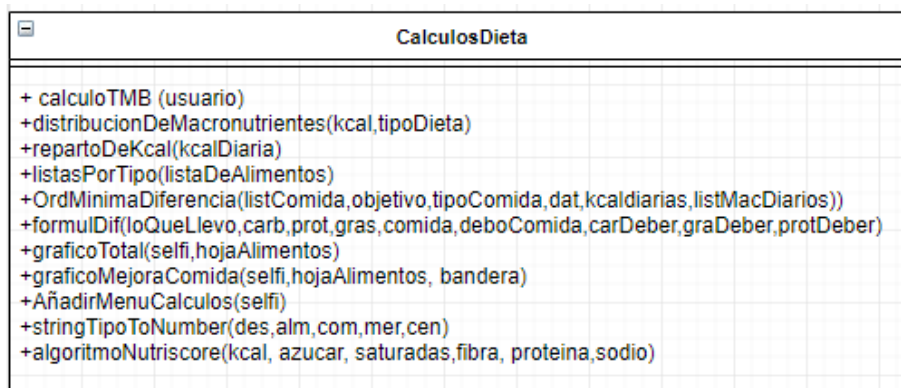 CalculosDieta
+ calculoTMB (usuario)
+distribucionDeMacronutrientes(kcal,tipoDieta)
+repartoDeKcal(kcalDiaria)
+listasPorTipo(listaDeAlimentos)
+OrdMinimaDiferencia(listComida,objetivo,tipoComida,dat,kcaldiarias,listMacDiarios))
+formulDif(loQueLlevo,carb,prot,gras,comida,deboComida,carDeber,graDeber,protDeber)
+graficoTotal(selfi,hojaAlimentos)
+graficoMejoraComida(selfi,hojaAlimentos, bandera)
+AñadirMenuCalculos(selfi)
+stringTipoToNumber(des,alm,com,mer,cen)
+algoritmoNutriscore(kcal, azucar, saturadas,fibra, proteina,sodio)